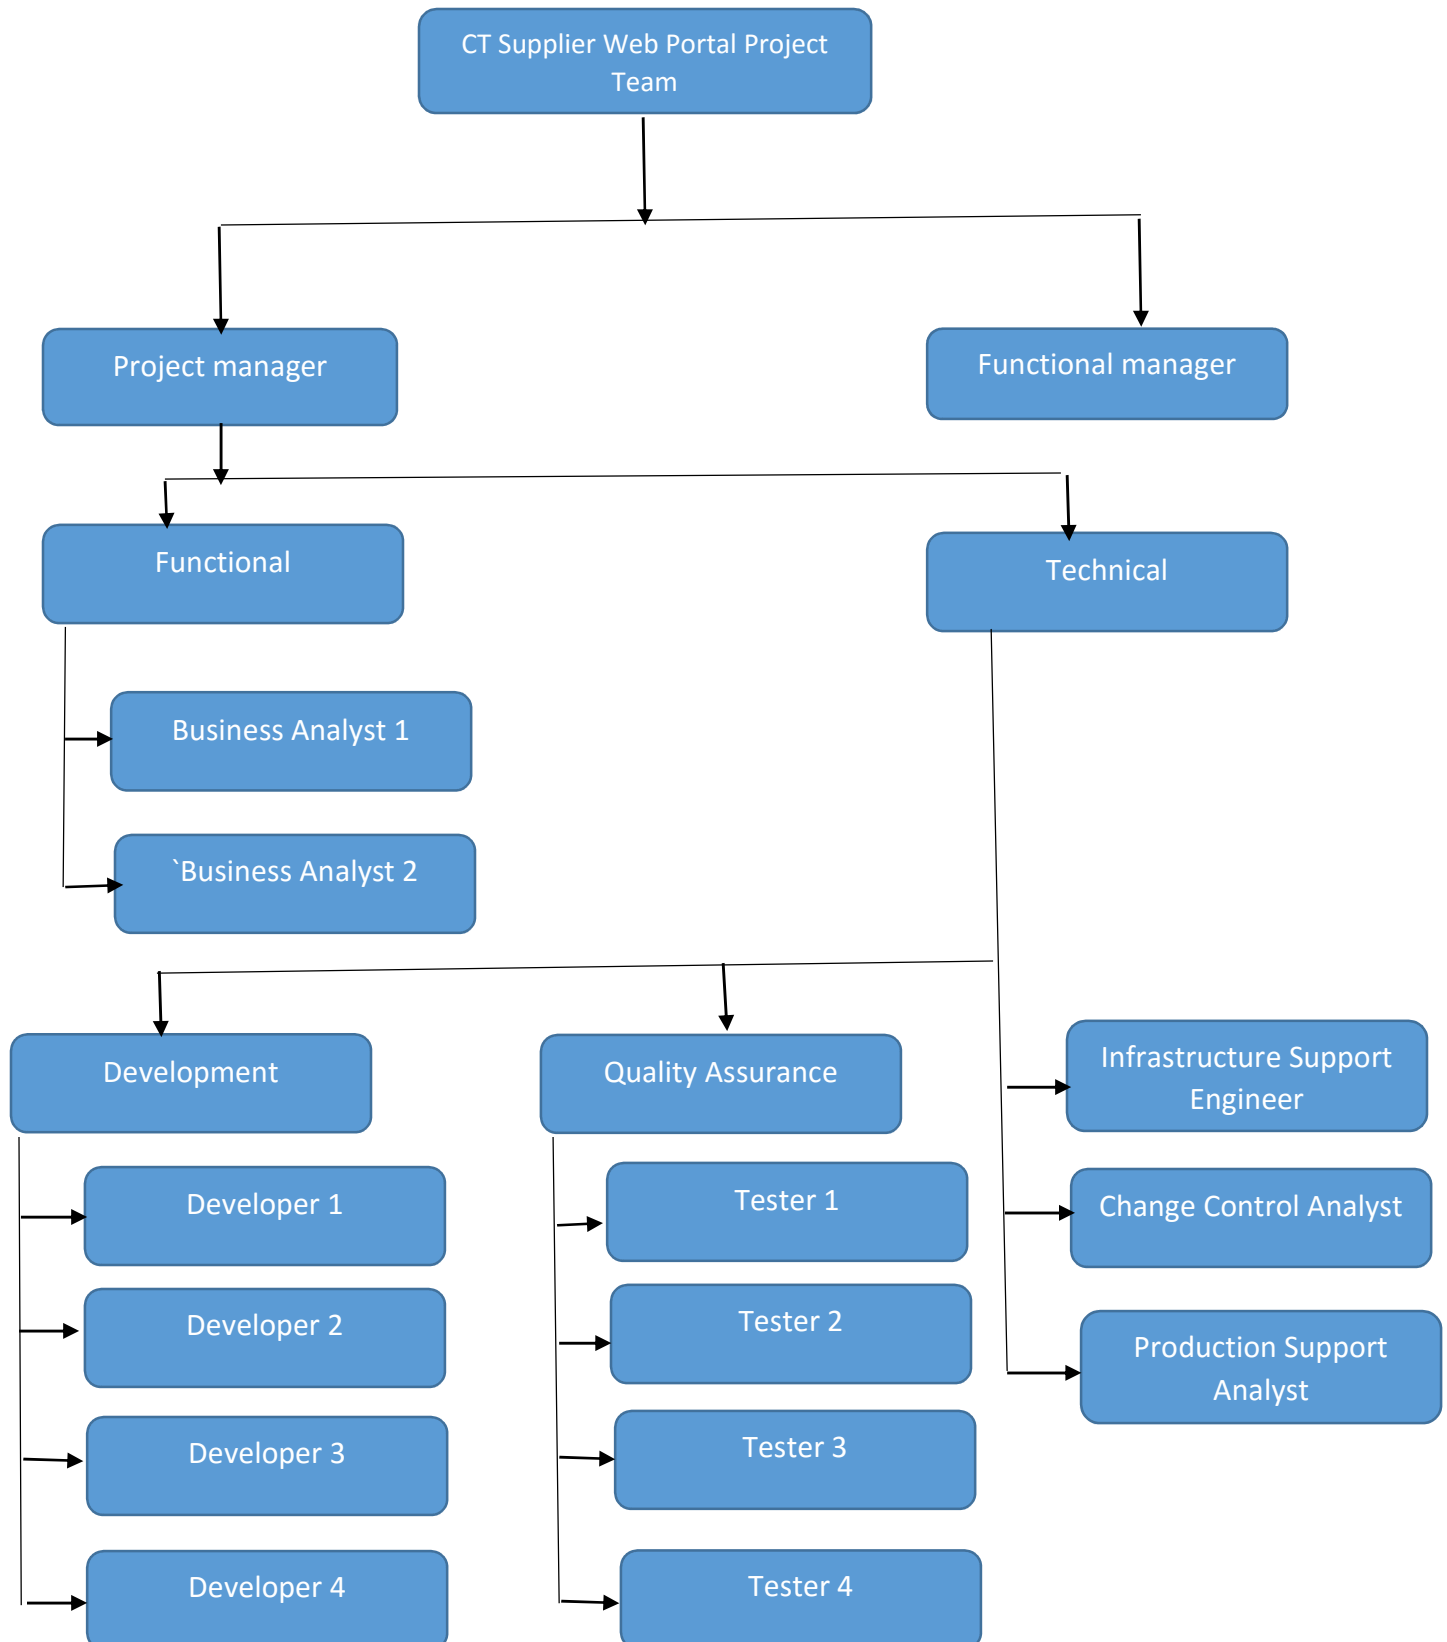 CT Supplier Web Portal Project
Team
Project manager
Functional manager
Functional
Technical
Business Analyst 1
`Business Analyst 2
Development
Quality Assurance
Infrastructure Support
Engineer
Developer 1
Tester 1
Change Control Analyst
Developer 2
Tester 2
Production Support
Analyst
Developer 3
Tester 3
Developer 4
Tester 4